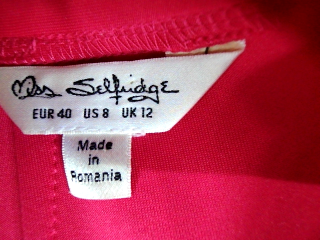 Miss Selfridge
EUR 40 US 8 UK 12
Made
in
Romania